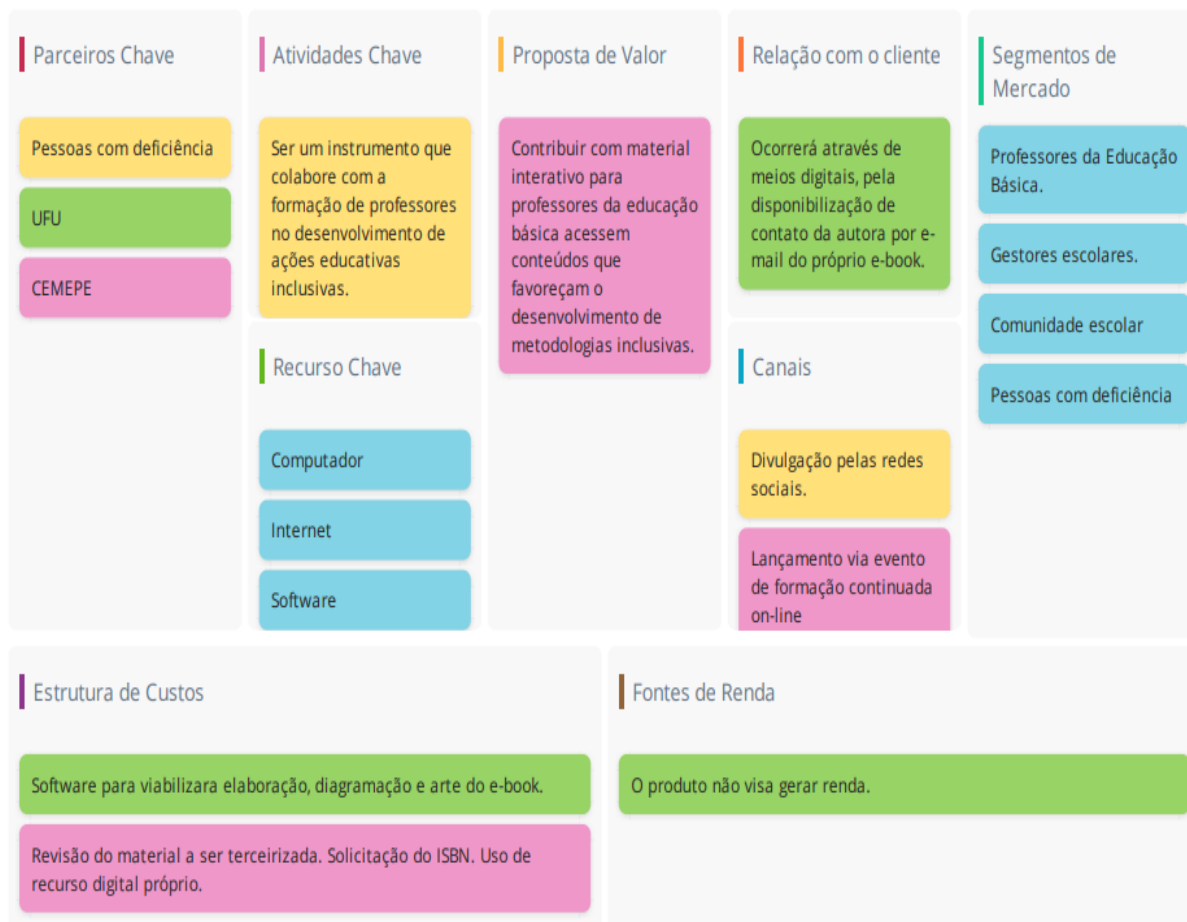 Parceiros Chave
Pessoas com deficiência
UFU
CEMEPE
Atividades Chave
Ser um instrumento que
colabore com a
formação de professores
no desenvolvimento de
ações educativas
inclusivas.
Recurso Chave
Computador
Internet
Software
Proposta de Valor
Contribuir com material
interativo para
professores da educação
básica acessem
conteúdos que
favoreçam o
desenvolvimento de
metodologias inclusivas.
Relação com o cliente
Ocorrerá através de
meios digitais, pela
disponibilização de
contato da autora por e-
mail do próprio e-book.
Canais
Divulgação pelas redes
sociais.
Lançamento via evento
de formação continuada
on-line
Segmentos de
Mercado
Professores da Educação
Básica.
Gestores escolares.
Comunidade escolar
Pessoas com deficiência
Estrutura de Custos
Software para viabilizara elaboração, diagramação e arte do e-book.
Revisão do material a ser terceirizada. Solicitação do ISBN. Uso de
recurso digital próprio.
Fontes de Renda
O produto não visa gerar renda.